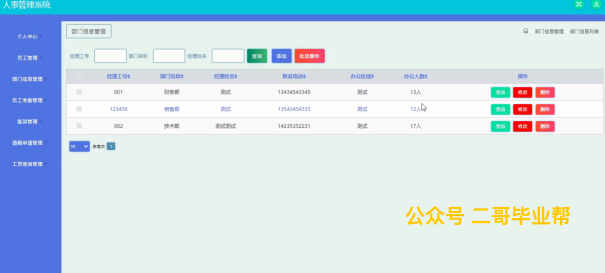 人事管理系统
部门信息管理
部门信息管理 部门信息列表
个人中心
员工管理
部门信息管理
员工考勤管理
请假申请管理
工资查询管理
经理工号 部门名称 经理姓名 查询 添加 批量删除
经理工号 部门名称 经理姓名 联系电话 办公区域 办公人数 操作
001 财务部 测试 13434543345 测试 13人 查看 修改 删除
123456 销售部 测试 13543454335 测试 12人 查看 修改 删除
002 技术部 测试测试 14235352231 测试 17人 查看 修改 删除
10 条每页 1
公众号 二哥毕业帮